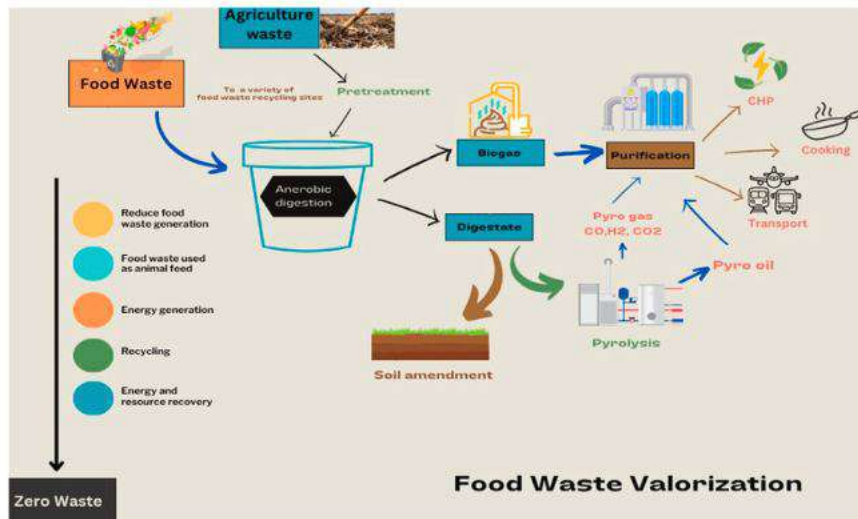 Agriculture
waste
Food Waste
To a variety of
food waste recycling sites
Pretreatment
CHP
Cooking
Biogao
Purification
Anerobic
digestion
Transport
Pyro gas
CO,H2, CO2
Digestate
Pyro oil
Reduce food
waste generation
Food waste used
as animal feed
Energy generation
Recycling
Energy and
resource recovery
Pyrolysis
Soil amendment
Zero Waste
Food Waste Valorization